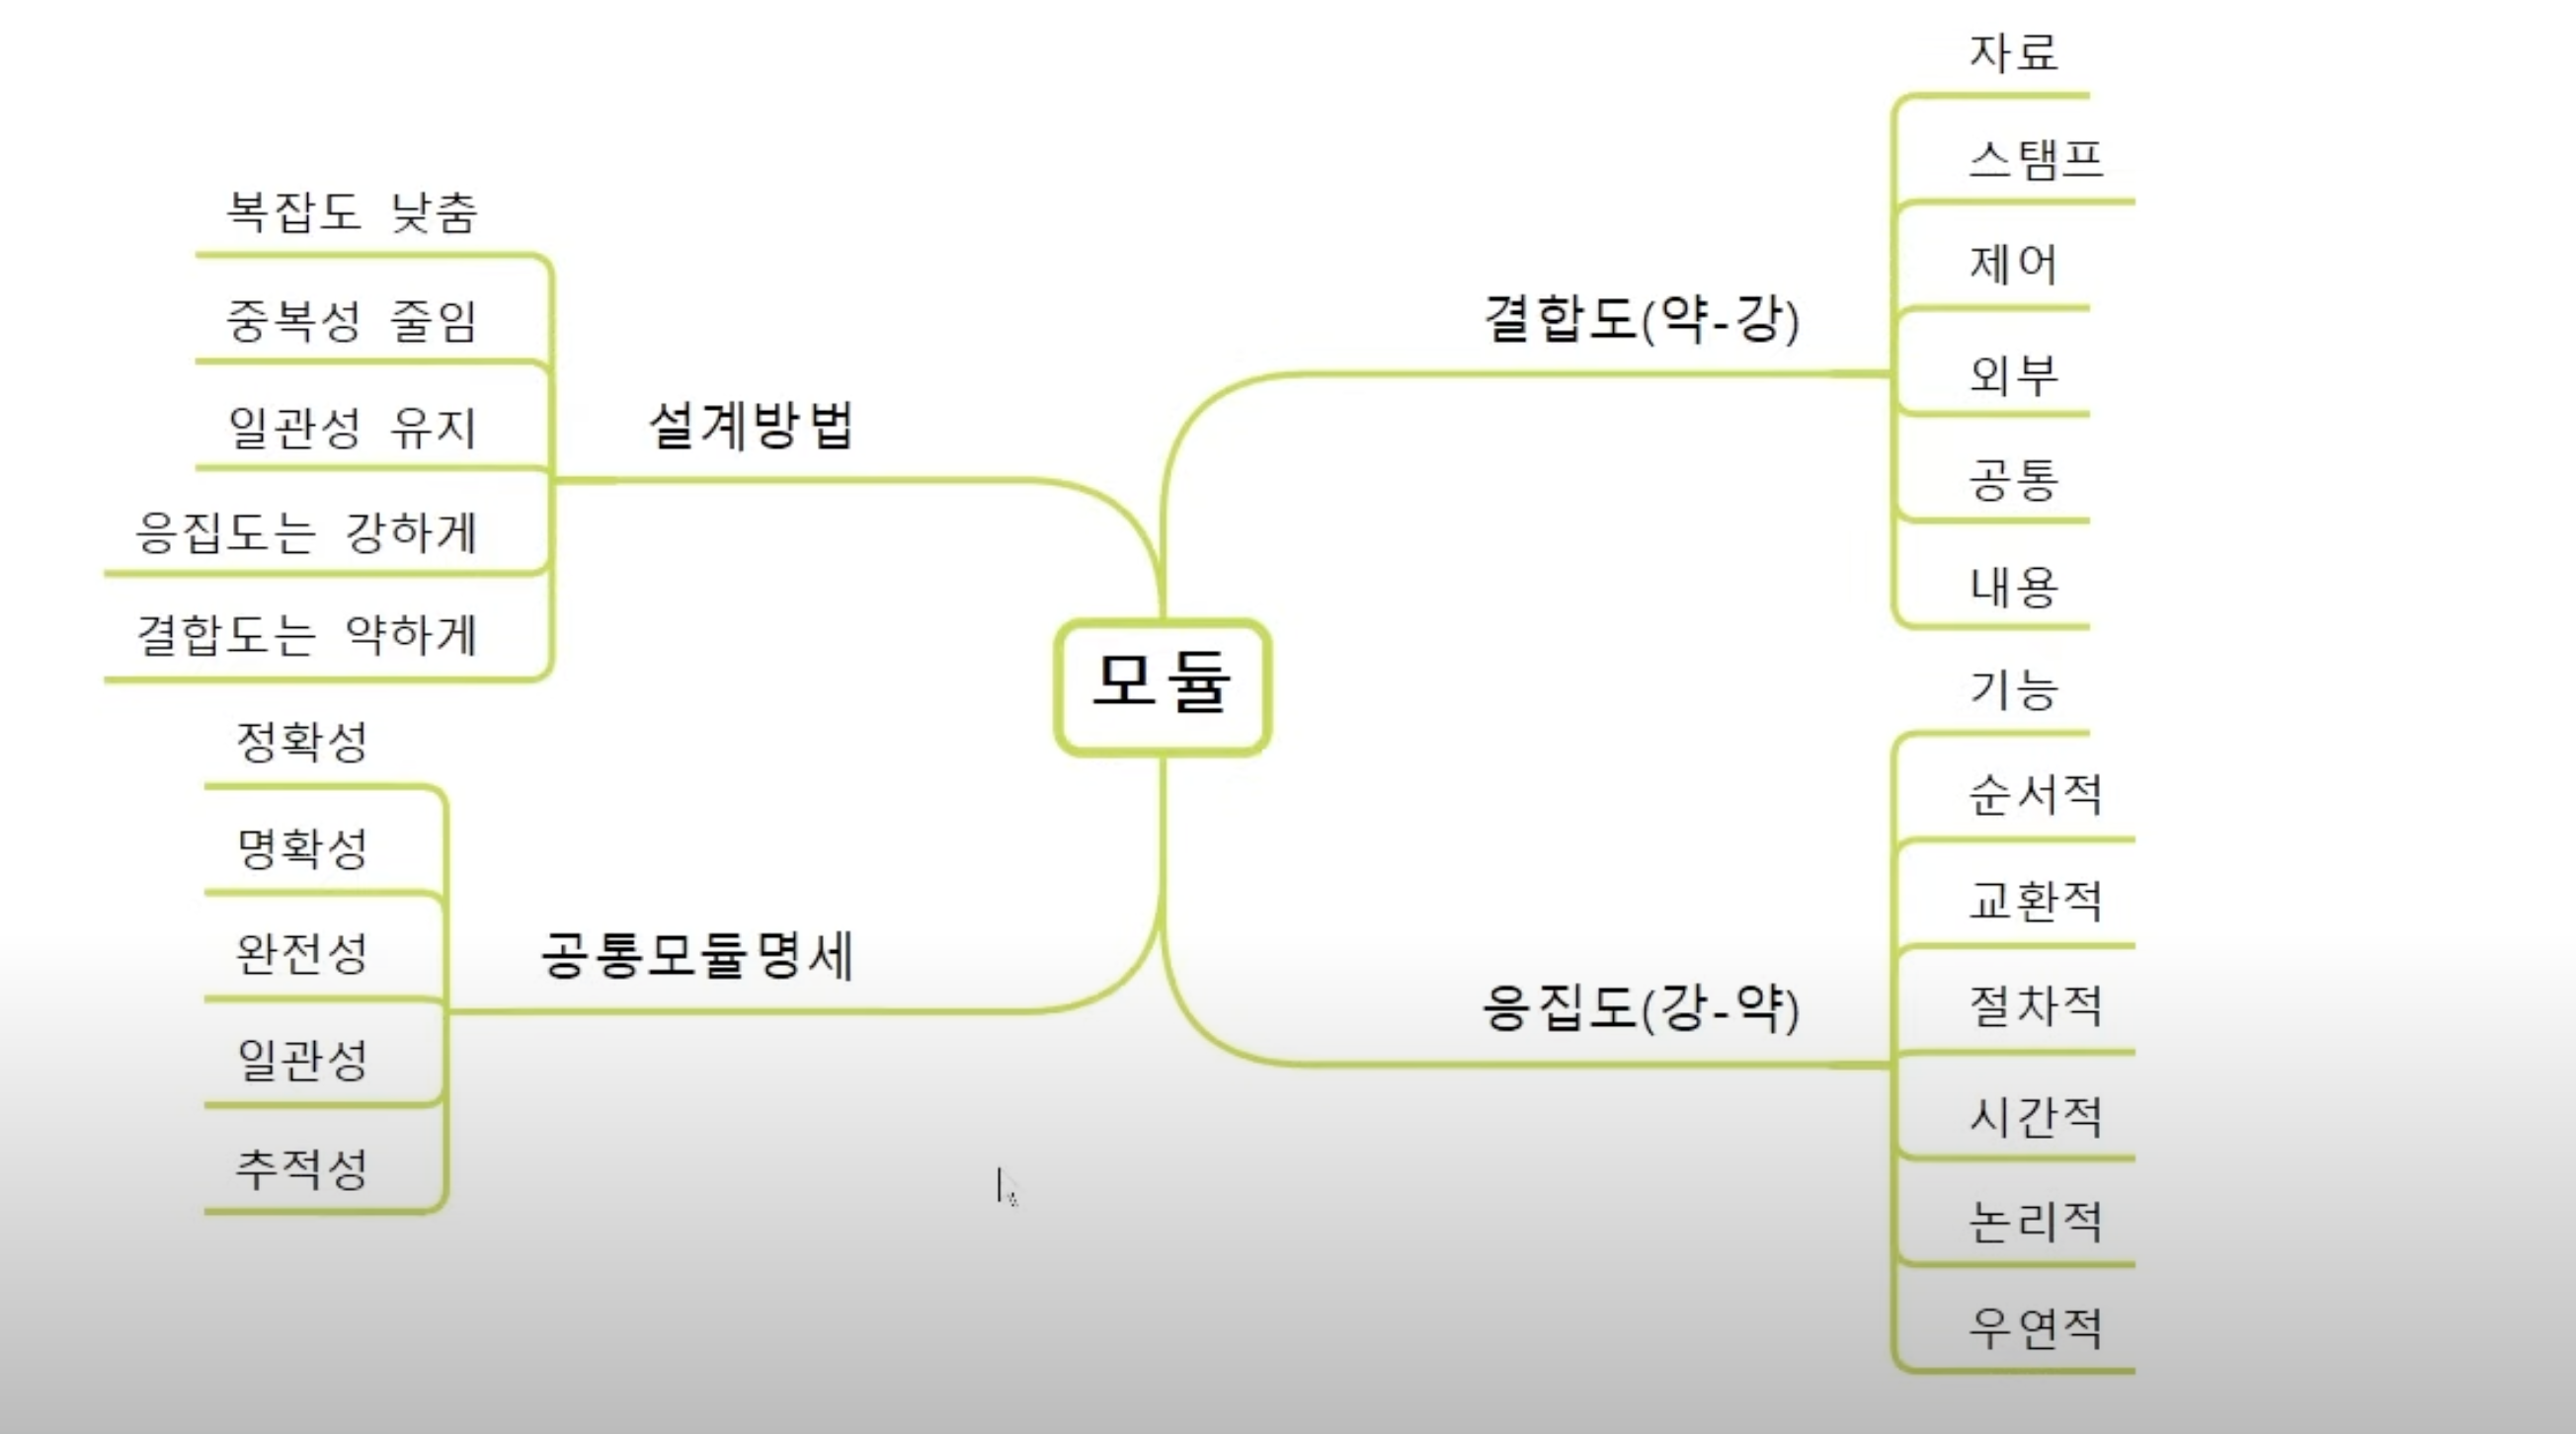 모듈
설계방법
복잡도 낮춤
중복성 줄임
일관성 유지
응집도는 강하게
결합도는 약하게
공통모듈명세
정확성
명확성
완전성
일관성
추적성
결합도(약-강)
자료
스탬프
제어
외부
공통
내용
응집도(강-약)
기능
순서적
교환적
절차적
시간적
논리적
우연적